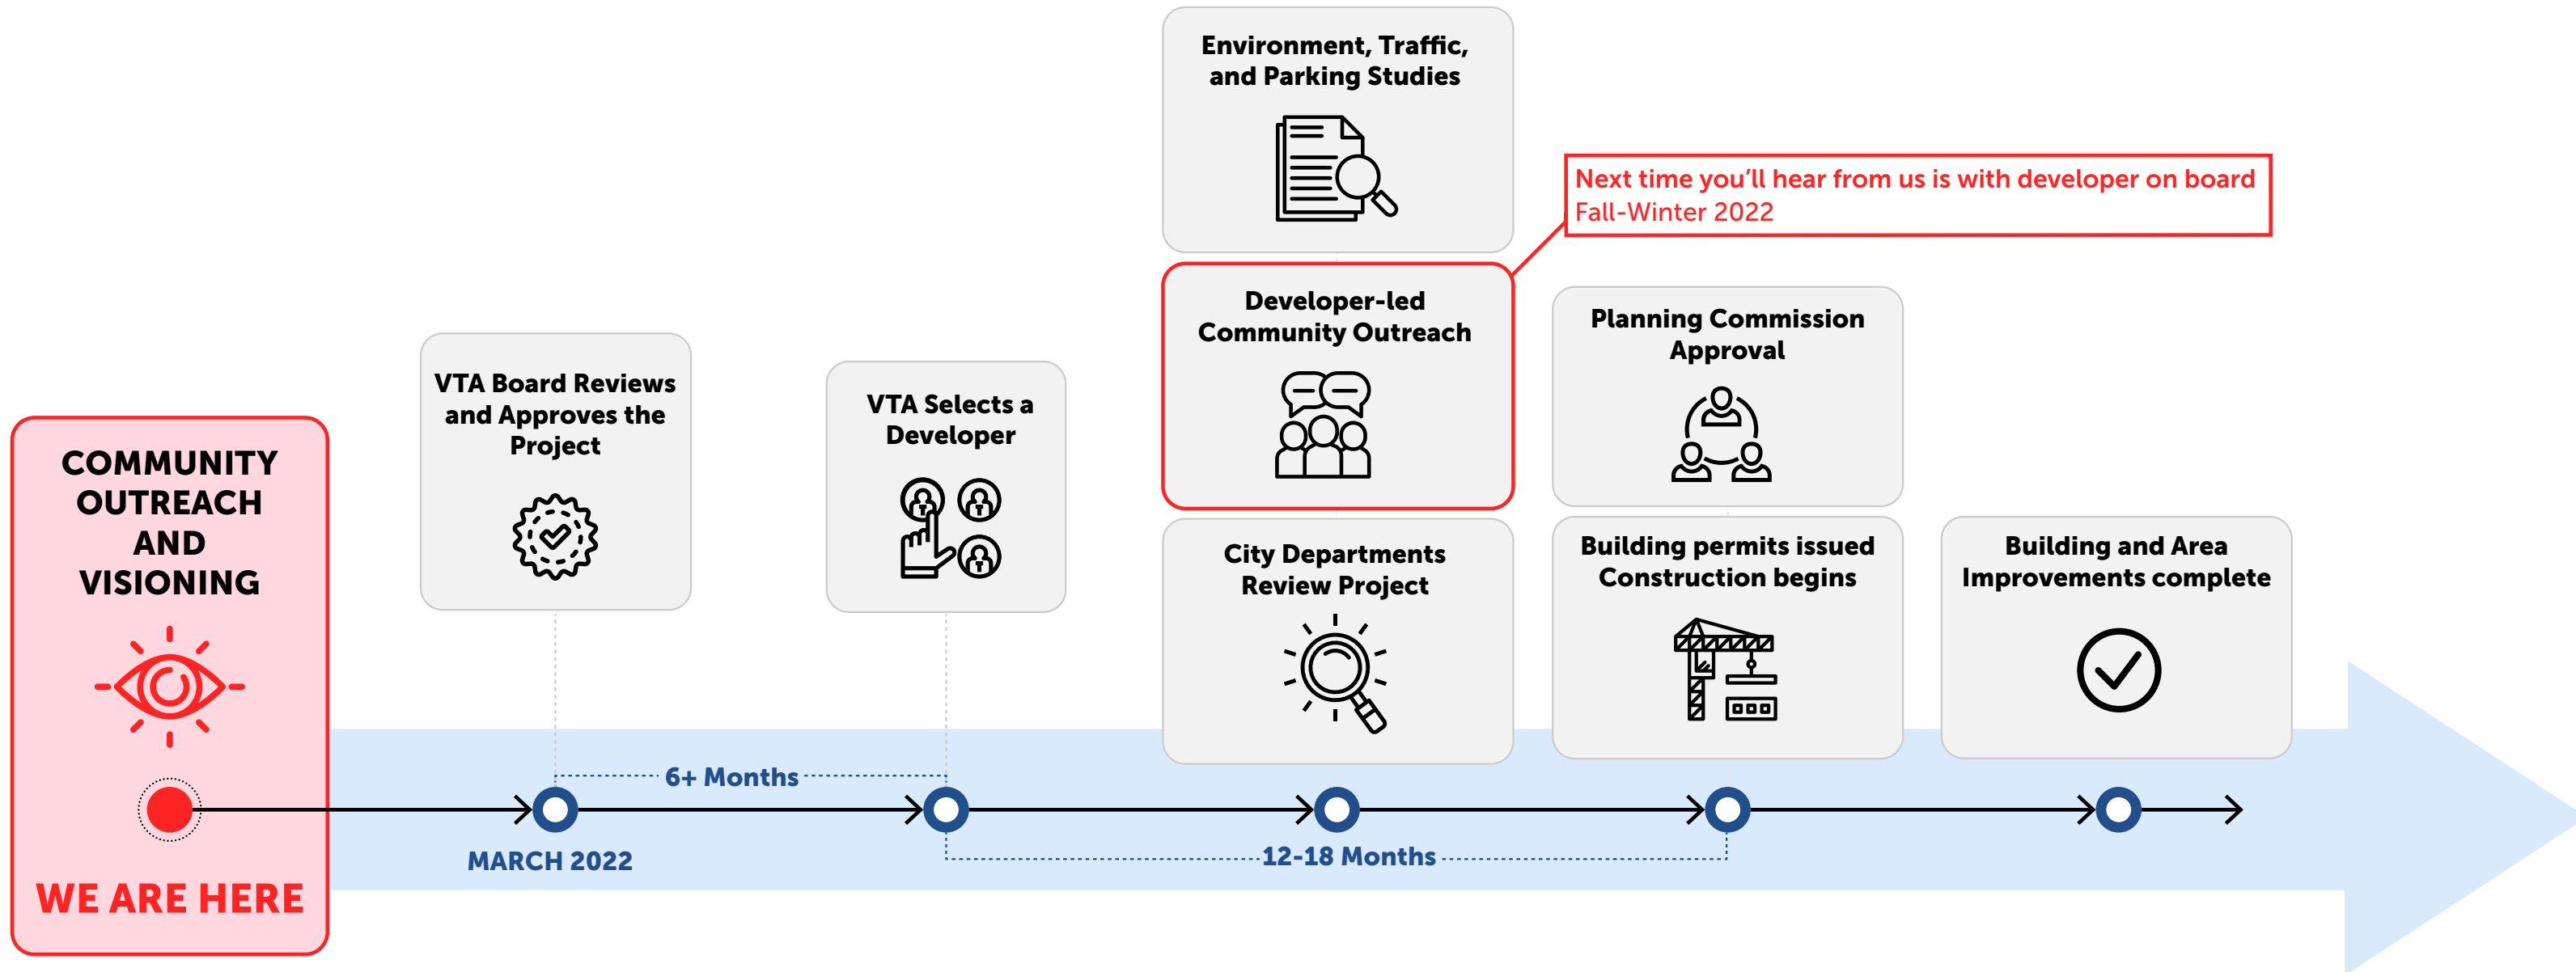 COMMUNITY
OUTREACH
AND
VISIONING
WE ARE HERE
VTA Board Reviews
and Approves the
Project
MARCH 2022
6+ Months
VTA Selects a
Developer
Environment, Traffic,
and Parking Studies
Developer-led
Community Outreach
Next time you’ll hear from us is with developer on board
Fall-Winter 2022
City Departments
Review Project
12-18 Months
Planning Commission
Approval
Building permits issued
Construction begins
Building and Area
Improvements complete